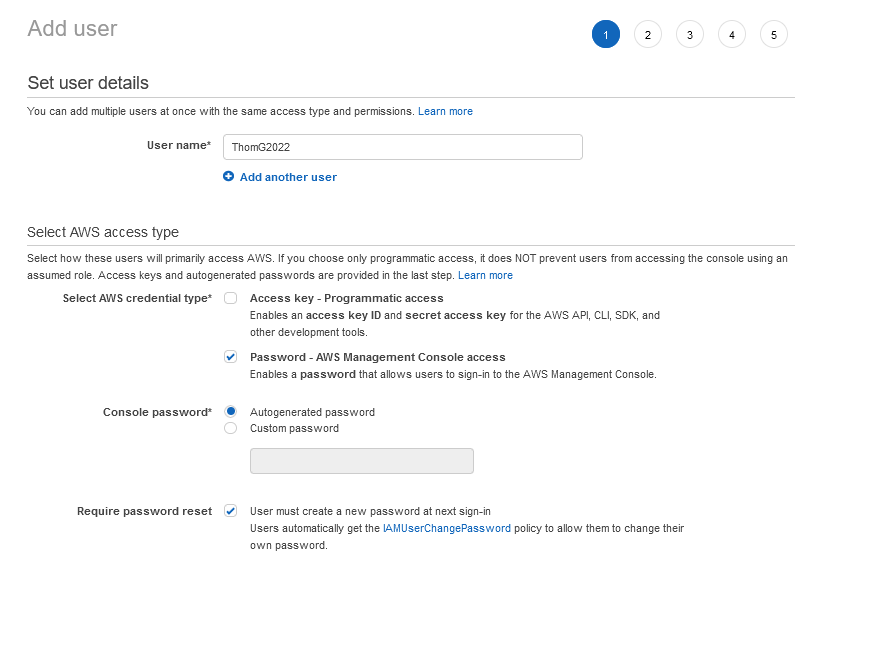 Add user
1 2 3 4 5
Set user details
You can add multiple users at once with the same access type and permissions. Learn more
User name* ThomG2022
Add another user
Select AWS access type
Select how these users will primarily access AWS. If you choose only programmatic access, it does NOT prevent users from accessing the console using an
assumed role. Access keys and autogenerated passwords are provided in the last step. Learn more
Select AWS credential type* Access key - Programmatic access
Enables an access key ID and secret access key for the AWS API, CLI, SDK, and
other development tools.
Password - AWS Management Console access
Enables a password that allows users to sign-in to the AWS Management Console.
Console password* Autogenerated password
Custom password
Require password reset User must create a new password at next sign-in
Users automatically get the IAMUserChangePassword policy to allow them to change their
own password.